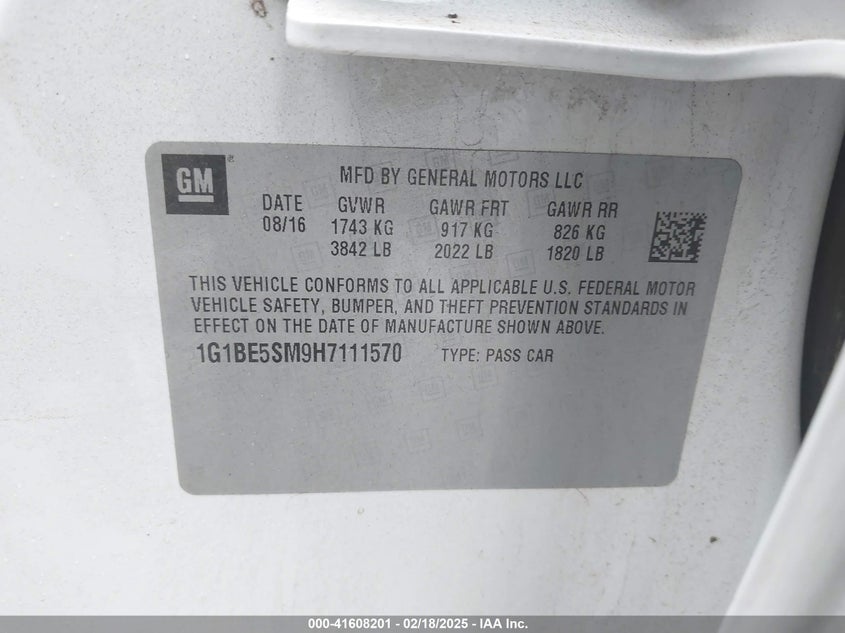 GM ® MFD BY GENERAL MOTORS LLC
DATE GVWR GAWR FRT GAWR RR
08/16 1743 KG 917 KG 826 KG
3842 LB 2022 LB 1820 LB
THIS VEHICLE CONFORMS TO ALL APPLICABLE U.S. FEDERAL MOTOR
VEHICLE SAFETY, BUMPER, AND THEFT PREVENTION STANDARDS IN
EFFECT ON THE DATE OF MANUFACTURE SHOWN ABOVE.
1G1BE5SM9H7111570 TYPE: PASS CAR
000-41608201 - 02/18/2025 - IAA Inc.